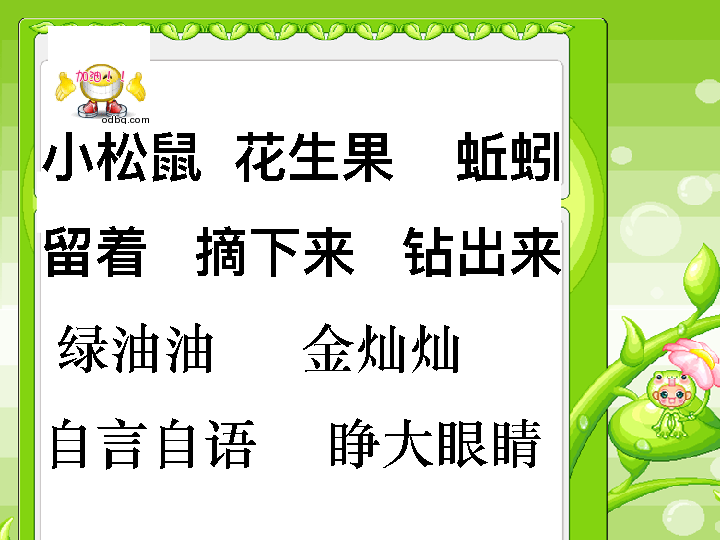 加油！！
odbq.com
小松鼠 花生果 蚯蚓
留着 摘下来 钻出来
绿油油 金灿灿
自言自语 睁大眼睛